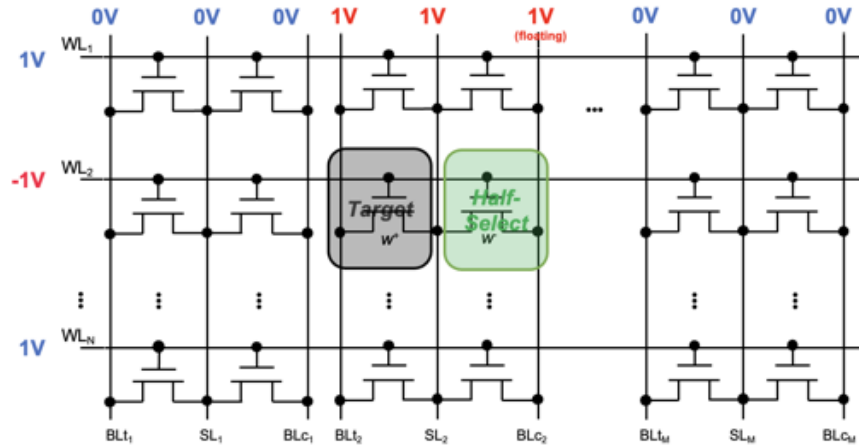 0V 0V 0V 1V 1V 1V 0V 0V 0V
(floating)
1V WL1
-1V WL2
Target
Half-Select
W+ W-
...
1V WLN
BLt1 SL1 BLc1 BLt2 SL2 BLc2 BLtM SLM BLcM